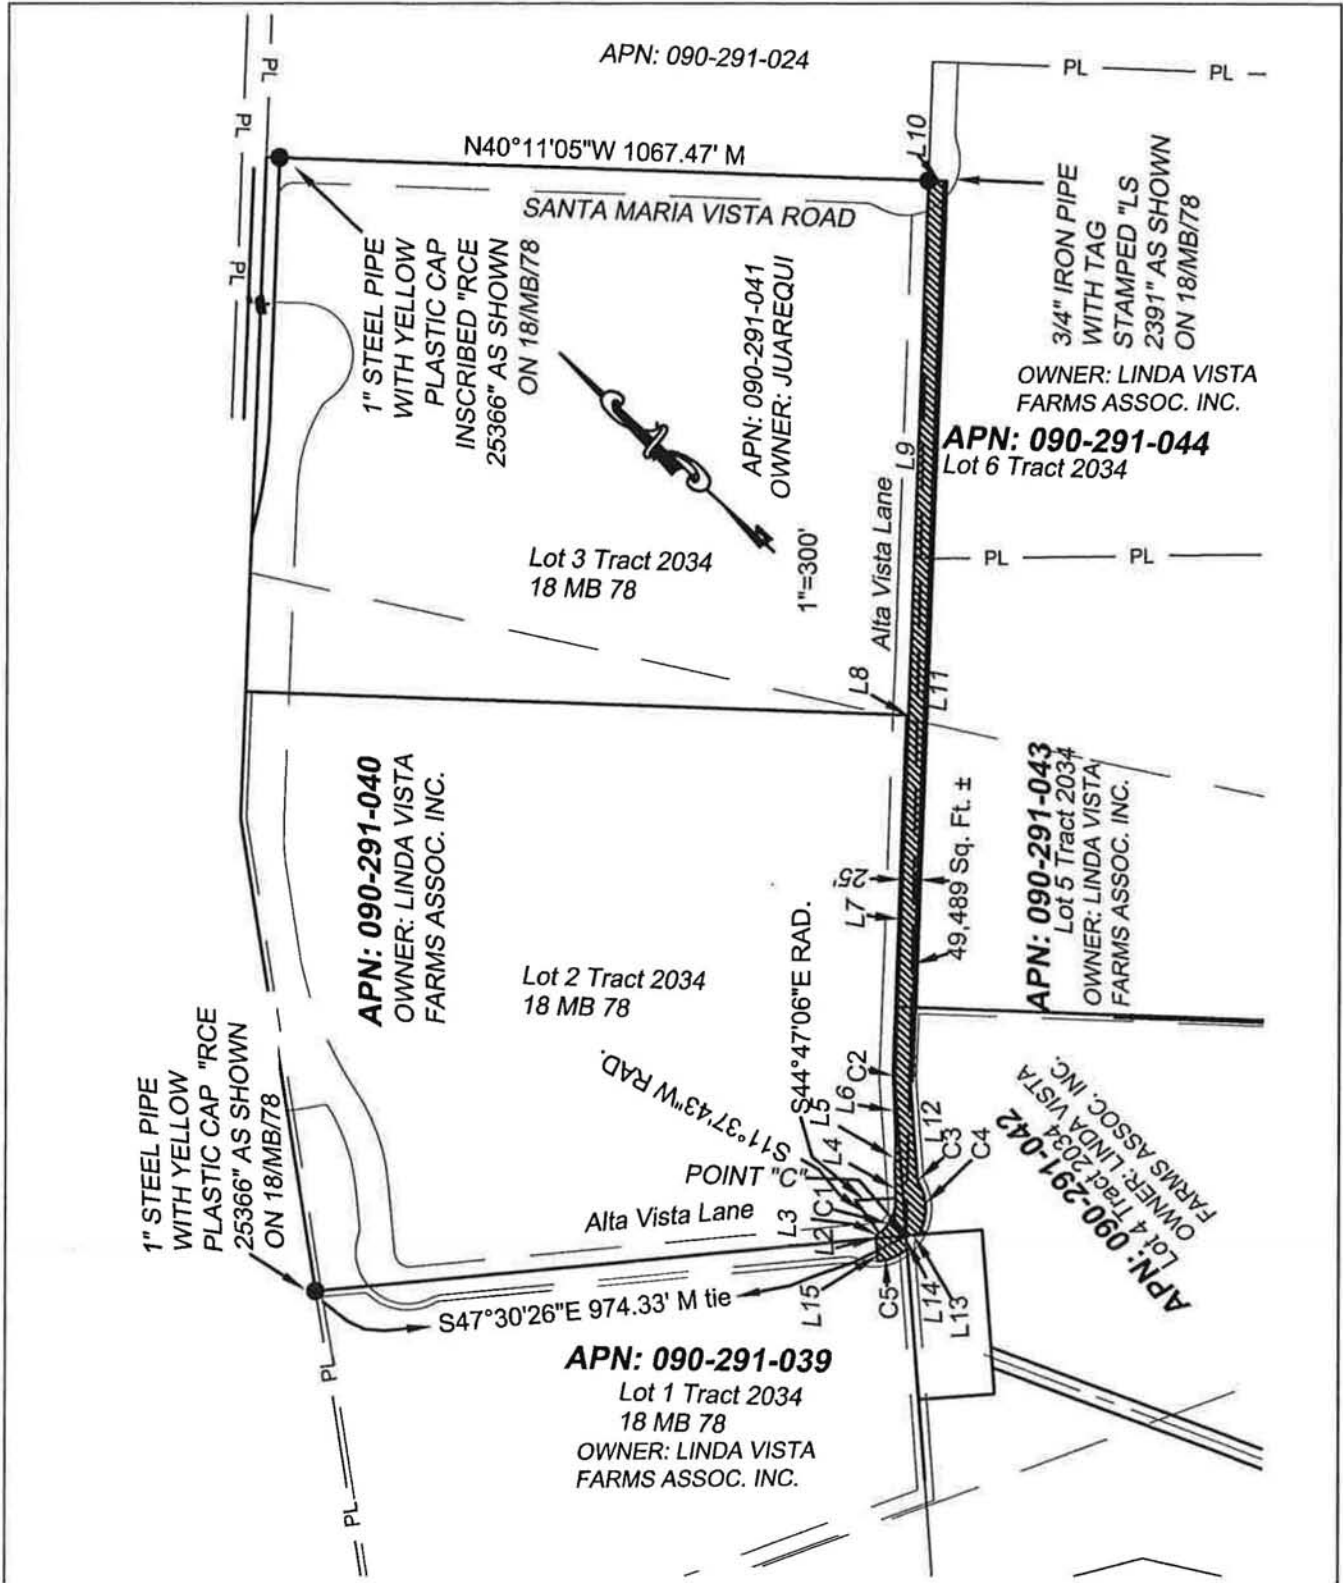 APN: 090-291-024
PL
PL
PL
PL
PL
N40°11'05"W 1067.47' M
L10
SANTA MARIA VISTA ROAD
1" STEEL PIPE
WITH YELLOW
PLASTIC CAP
INSCRIBED "RCE
25366" AS SHOWN
ON 18/MB/78
3/4" IRON PIPE
WITH TAG
STAMPED "LS
2391" AS SHOWN
ON 18/MB/78
APN: 090-291-041
OWNER: JUAREQUI
OWNER: LINDA VISTA
FARMS ASSOC. INC.
APN: 090-291-044
Lot 6 Tract 2034
L9
Alta Vista Lane
1"=300'
Lot 3 Tract 2034
18 MB 78
PL
PL
L8
L11
APN: 090-291-040
OWNER: LINDA VISTA
FARMS ASSOC. INC.
APN: 090-291-043
Lot 5 Tract 2034
OWNER: LINDA VISTA
FARMS ASSOC. INC.
25'
L7
49,489 Sq. Ft. ±
Lot 2 Tract 2034
18 MB 78
S44°47'06"E RAD.
S11°37'43"W RAD.
C2
L6
L5
L4
L12
C3
C4
POINT "C"
C1
L3
L2
APN: 090-291-042
Lot 4 Tract 2034
OWNER: LINDA VISTA
FARMS ASSOC. INC.
1" STEEL PIPE
WITH YELLOW
PLASTIC CAP "RCE
25366" AS SHOWN
ON 18/MB/78
Alta Vista Lane
L15
C5
L14
L13
S47°30'26"E 974.33' M tie
PL
APN: 090-291-039
Lot 1 Tract 2034
18 MB 78
OWNER: LINDA VISTA
FARMS ASSOC. INC.
PL